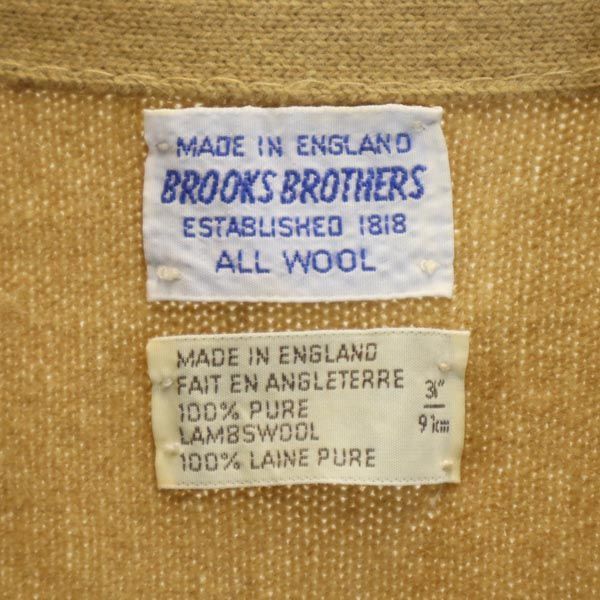 MADE IN ENGLAND
BROOKS BROTHERS
ESTABLISHED 1818
ALL WOOL
MADE IN ENGLAND
FAIT EN ANGLETERRE
100% PURE
LAMBSWOOL
100% LAINE PURE
91cm